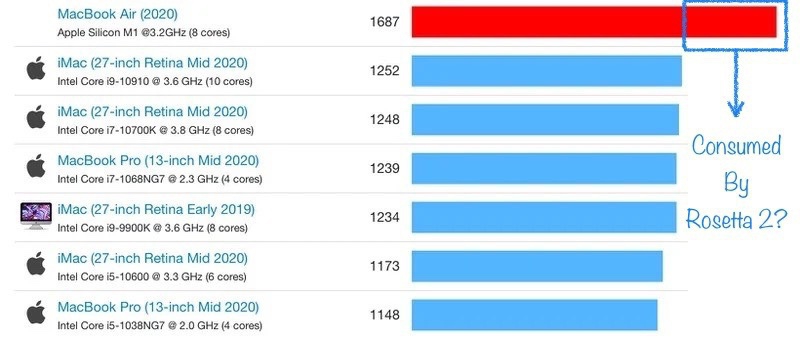 MacBook Air (2020)
1687
Apple Silicon M1 @3.2GHz (8 cores)
iMac (27-inch Retina Mid 2020)
1252
Intel Core i9-10910 @ 3.6 GHz (10 cores)
iMac (27-inch Retina Mid 2020)
1248
Intel Core i7-10700K @ 3.8 GHz (8 cores)
MacBook Pro (13-inch Mid 2020)
1239
Intel Core i7-1068NG7 @ 2.3 GHz (4 cores)
iMac (27-inch Retina Early 2019)
1234
Intel Core i9-9900K @ 3.6 GHz (8 cores)
iMac (27-inch Retina Mid 2020)
1173
Intel Core i5-10600 @ 3.3 GHz (6 cores)
MacBook Pro (13-inch Mid 2020)
1148
Intel Core i5-1038NG7 @ 2.0 GHz (4 cores)
Consumed
By
Rosetta 2?